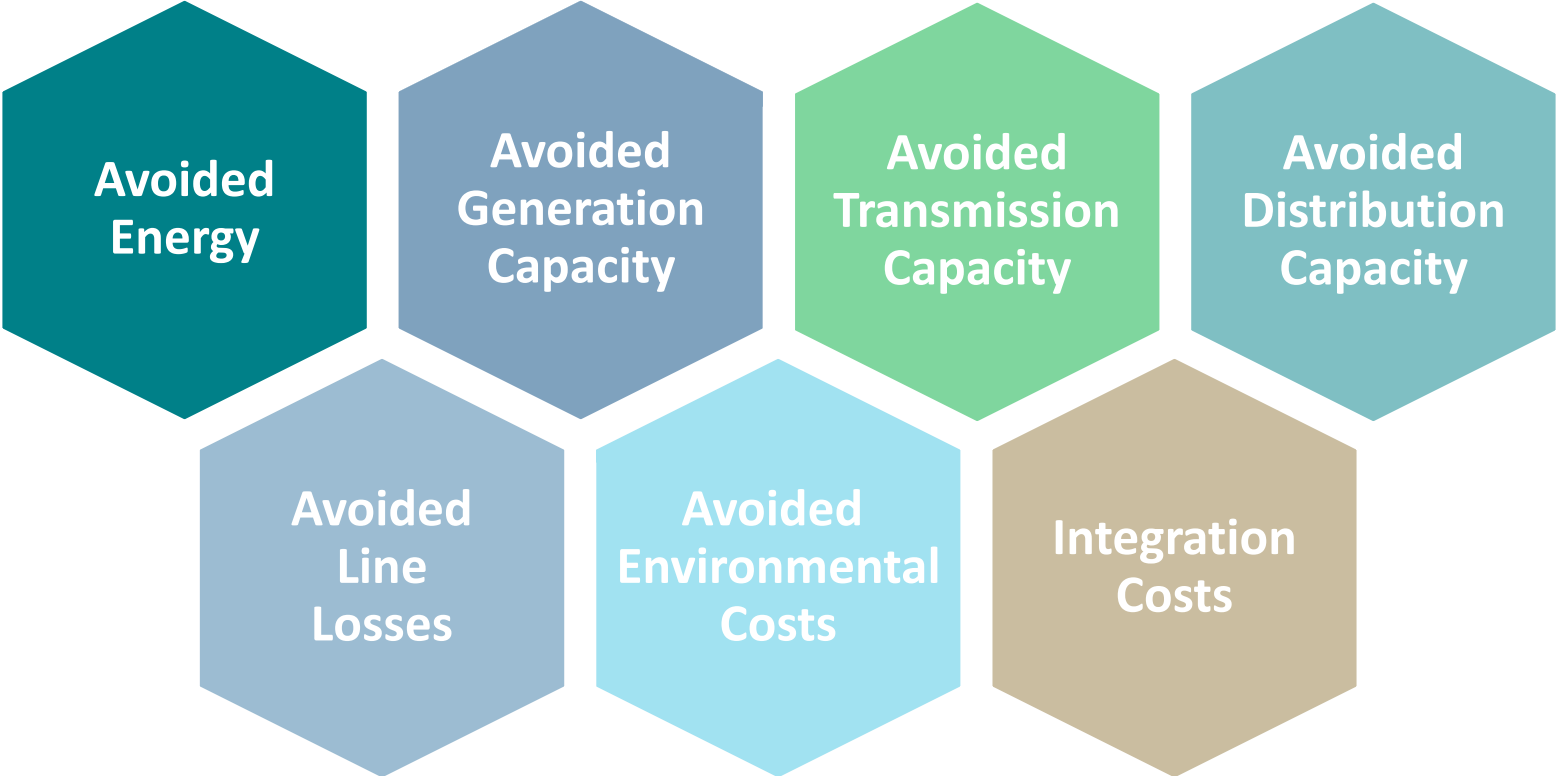 Avoided
Energy
Avoided
Generation
Capacity
Avoided
Transmission
Capacity
Avoided
Distribution
Capacity
Avoided
Line
Losses
Avoided
Environmental
Costs
Integration
Costs